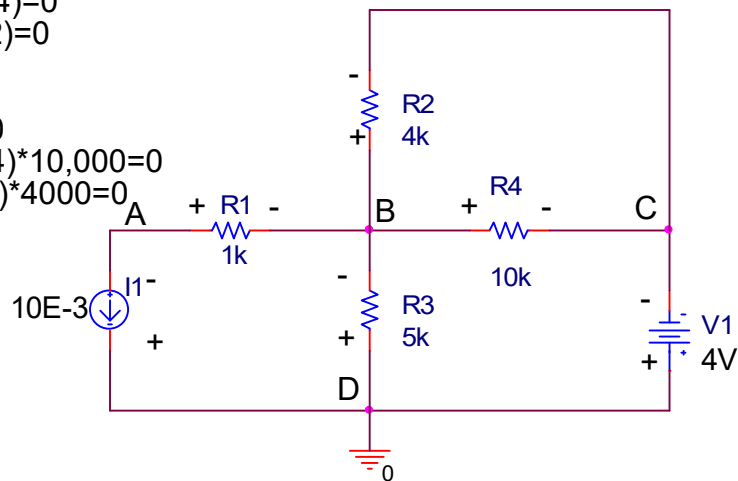 4)=0
2)=0
0
4)*10,000=0
)*4000=0
-
R2
+
4k
R4
A
+
R1
-
B
+
-
C
1k
10k
-
I1
-
-
10E-3
R3
V1
+
+
5k
+
4V
D
0